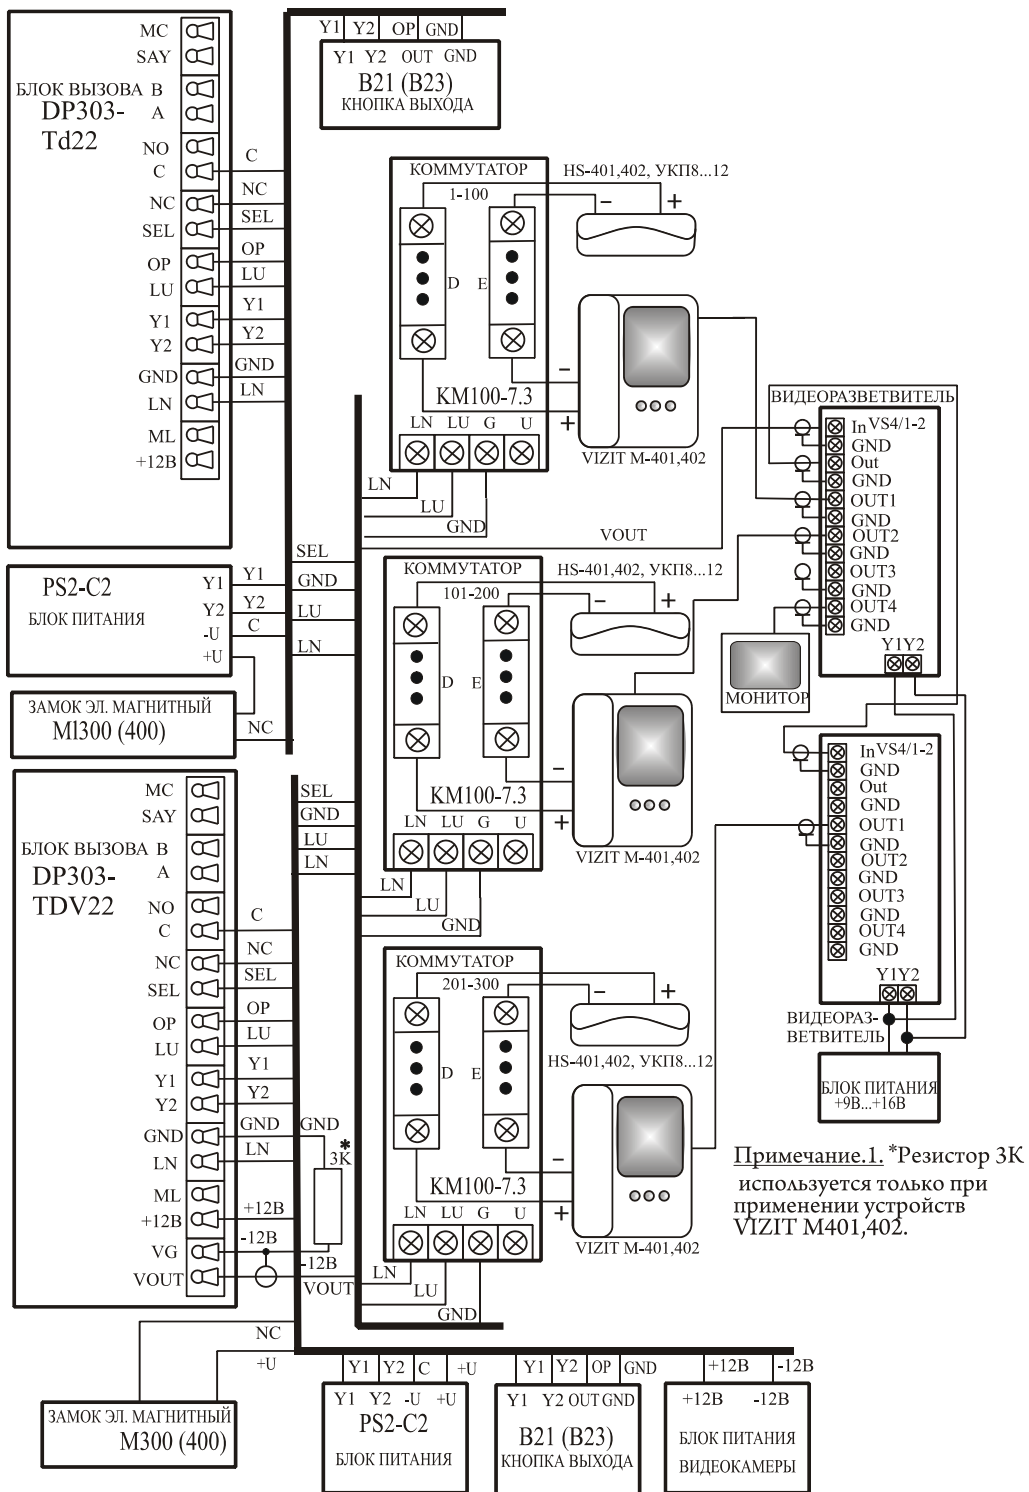 MC
SAY
БЛОК ВЫЗОВА B
DP303-
Td22
A
NO
C
NC
SEL
OP
LU
Y1
Y2
GND
LN
ML
+12B
C
NC
SEL
OP
LU
Y1
Y2
GND
LN
Y1 Y2 OP GND
Y1 Y2 OUT GND
B21 (B23)
КНОПКА ВЫХОДА
КОММУТАТОР
1-100
HS-401,402, УКП8...12
- +
D E
-
+
KM100-7.3
LN LU G U
VIZIT M-401,402
LN
LU
GND
VOUT
ВИДЕОРАЗВЕТВИТЕЛЬ
In VS4/1-2
GND
Out
GND
OUT1
GND
OUT2
GND
OUT3
GND
OUT4
GND
Y1Y2
МОНИТОР
PS2-C2
БЛОК ПИТАНИЯ
Y1
Y2
-U
+U
Y1
Y2
C
SEL
GND
LU
LN
ЗАМОК ЭЛ. МАГНИТНЫЙ
Ml300 (400)
NC
КОММУТАТОР
101-200
HS-401,402, УКП8...12
- +
D E
-
+
KM100-7.3
LN LU G U
VIZIT M-401,402
LN
LU
GND
In VS4/1-2
GND
Out
GND
OUT1
GND
OUT2
GND
OUT3
GND
OUT4
GND
Y1Y2
ВИДЕОРАЗ-
ВЕТВИТЕЛЬ
БЛОК ПИТАНИЯ
+9В...+16В
MC
SAY
БЛОК ВЫЗОВА B
DP303-
TDV22
A
NO
C
NC
SEL
OP
LU
Y1
Y2
GND
LN
ML
+12B
VG
VOUT
SEL
GND
LU
LN
C
NC
SEL
OP
LU
Y1
Y2
GND
LN
+12B
-12B
GND
*
3K
-12B
VOUT
КОММУТАТОР
201-300
- +
HS-401,402, УКП8...12
D E
-
+
KM100-7.3
LN LU G U
VIZIT M-401,402
LN
LU
GND
Примечание.1. *Резистор 3К
используется только при
применении устройств
VIZIT M401,402.
NC
+U
ЗАМОК ЭЛ. МАГНИТНЫЙ
M300 (400)
Y1 Y2 C +U
Y1 Y2 -U +U
PS2-C2
БЛОК ПИТАНИЯ
Y1 Y2 OP GND
Y1 Y2 OUT GND
B21 (B23)
КНОПКА ВЫХОДА
+12B -12B
+12B -12B
БЛОК ПИТАНИЯ
ВИДЕОКАМЕРЫ